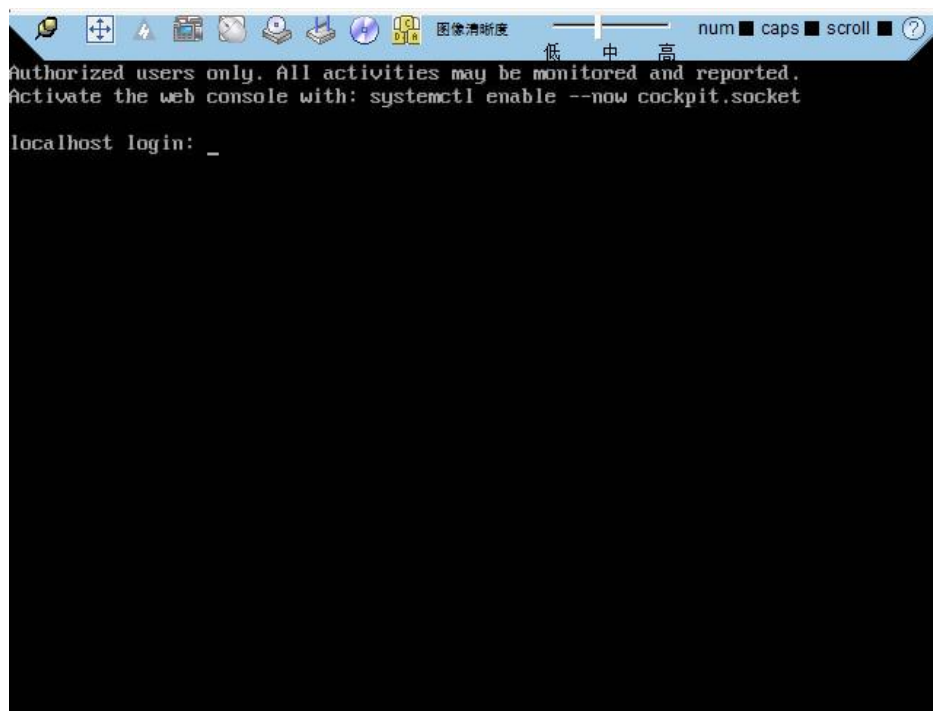 图像清晰度
低 中 高
num caps scroll ?
Authorized users only. All activities may be monitored and reported.
Activate the web console with: systemctl enable --now cockpit.socket
localhost login: _